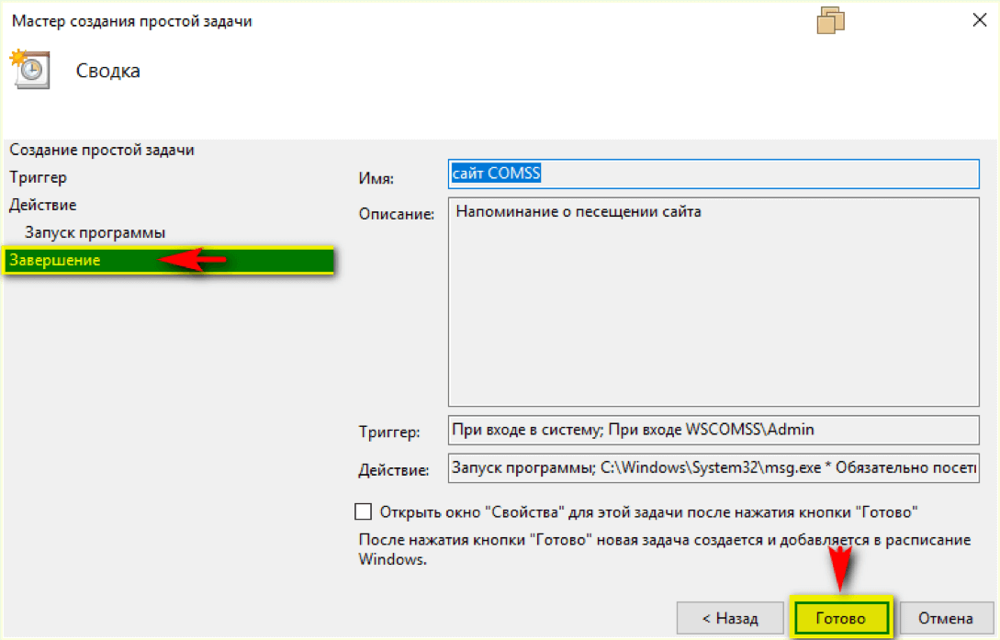 Мастер создания простой задачи
Сводка
Создание простой задачи
Триггер
Действие
Запуск программы
Завершение
Имя:
сайт COMSS
Описание:
Напоминание о песещении сайта
Триггер:
При входе в систему; При входе WSCOMSS\Admin
Действие:
Запуск программы; C:\Windows\System32\msg.exe * Обязательно посети
Открыть окно "Свойства" для этой задачи после нажатия кнопки "Готово"
После нажатия кнопки "Готово" новая задача создается и добавляется в расписание
Windows.
< Назад
Готово
Отмена